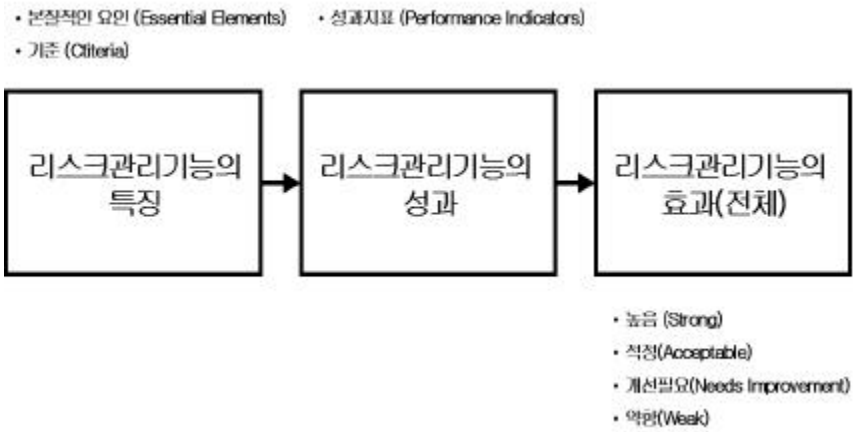 • 본질적인 요인 (Essential Elements)
• 기준 (Ctiteria)
• 성과지표 (Performance Indicators)
리스크관리기능의
특징
리스크관리기능의
성과
리스크관리기능의
효과(전체)
• 높음 (Strong)
• 적정(Acceptable)
• 개선필요(Needs Improvement)
• 약함(Weak)